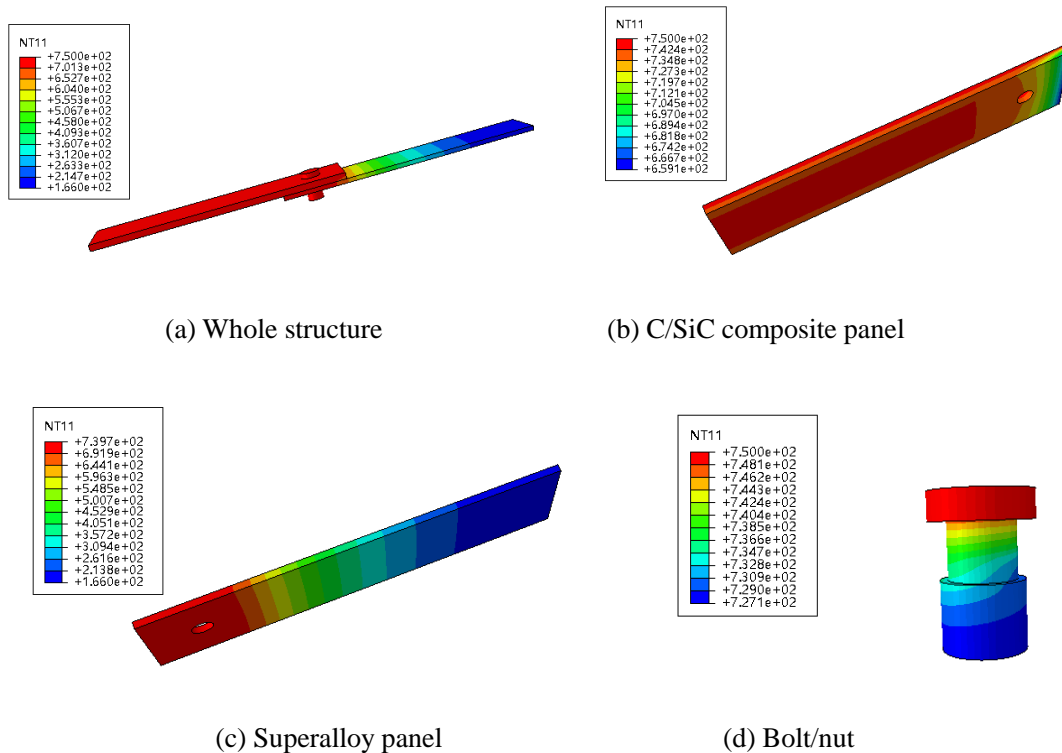 NT11
+7.500e+02
+7.013e+02
+6.527e+02
+6.040e+02
+5.553e+02
+5.067e+02
+4.580e+02
+4.093e+02
+3.607e+02
+3.120e+02
+2.633e+02
+2.147e+02
+1.660e+02
(a) Whole structure
NT11
+7.500e+02
+7.424e+02
+7.348e+02
+7.273e+02
+7.197e+02
+7.121e+02
+7.045e+02
+6.970e+02
+6.894e+02
+6.818e+02
+6.742e+02
+6.667e+02
+6.591e+02
(b) C/SiC composite panel
NT11
+7.397e+02
+6.919e+02
+6.441e+02
+5.963e+02
+5.485e+02
+5.007e+02
+4.529e+02
+4.051e+02
+3.572e+02
+3.094e+02
+2.616e+02
+2.138e+02
+1.660e+02
(c) Superalloy panel
NT11
+7.500e+02
+7.481e+02
+7.462e+02
+7.443e+02
+7.424e+02
+7.404e+02
+7.385e+02
+7.366e+02
+7.347e+02
+7.328e+02
+7.309e+02
+7.290e+02
+7.271e+02
(d) Bolt/nut